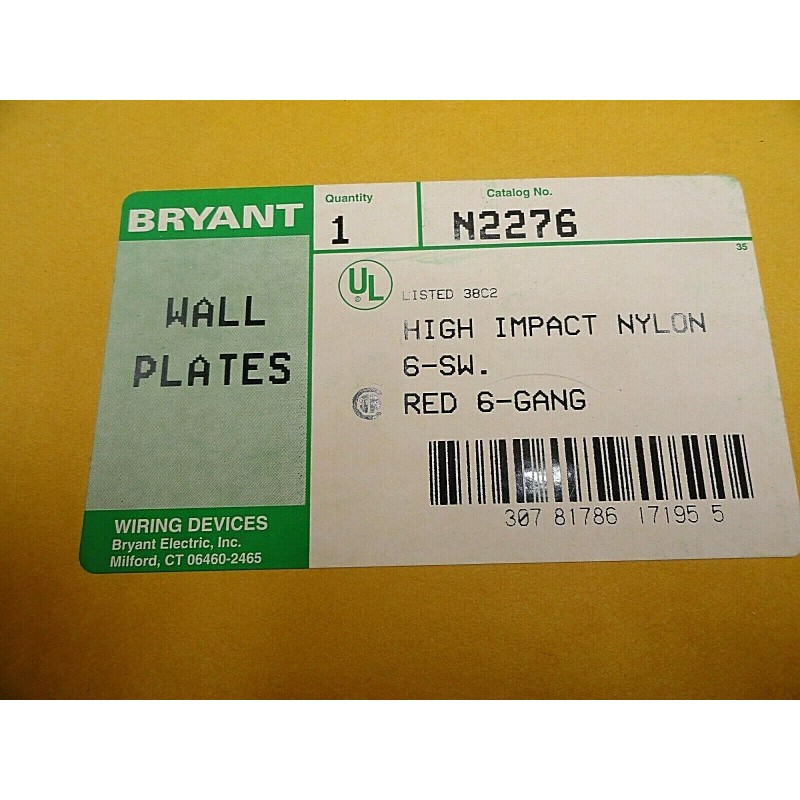 BRYANT
Quantity
1
Catalog No.
N2276
35
WALL
PLATES
UL
®
LISTED 38C2
HIGH IMPACT NYLON
6-SW.
RED 6-GANG
307 81786 17195 5
WIRING DEVICES
Bryant Electric, Inc.
Milford, CT 06460-2465